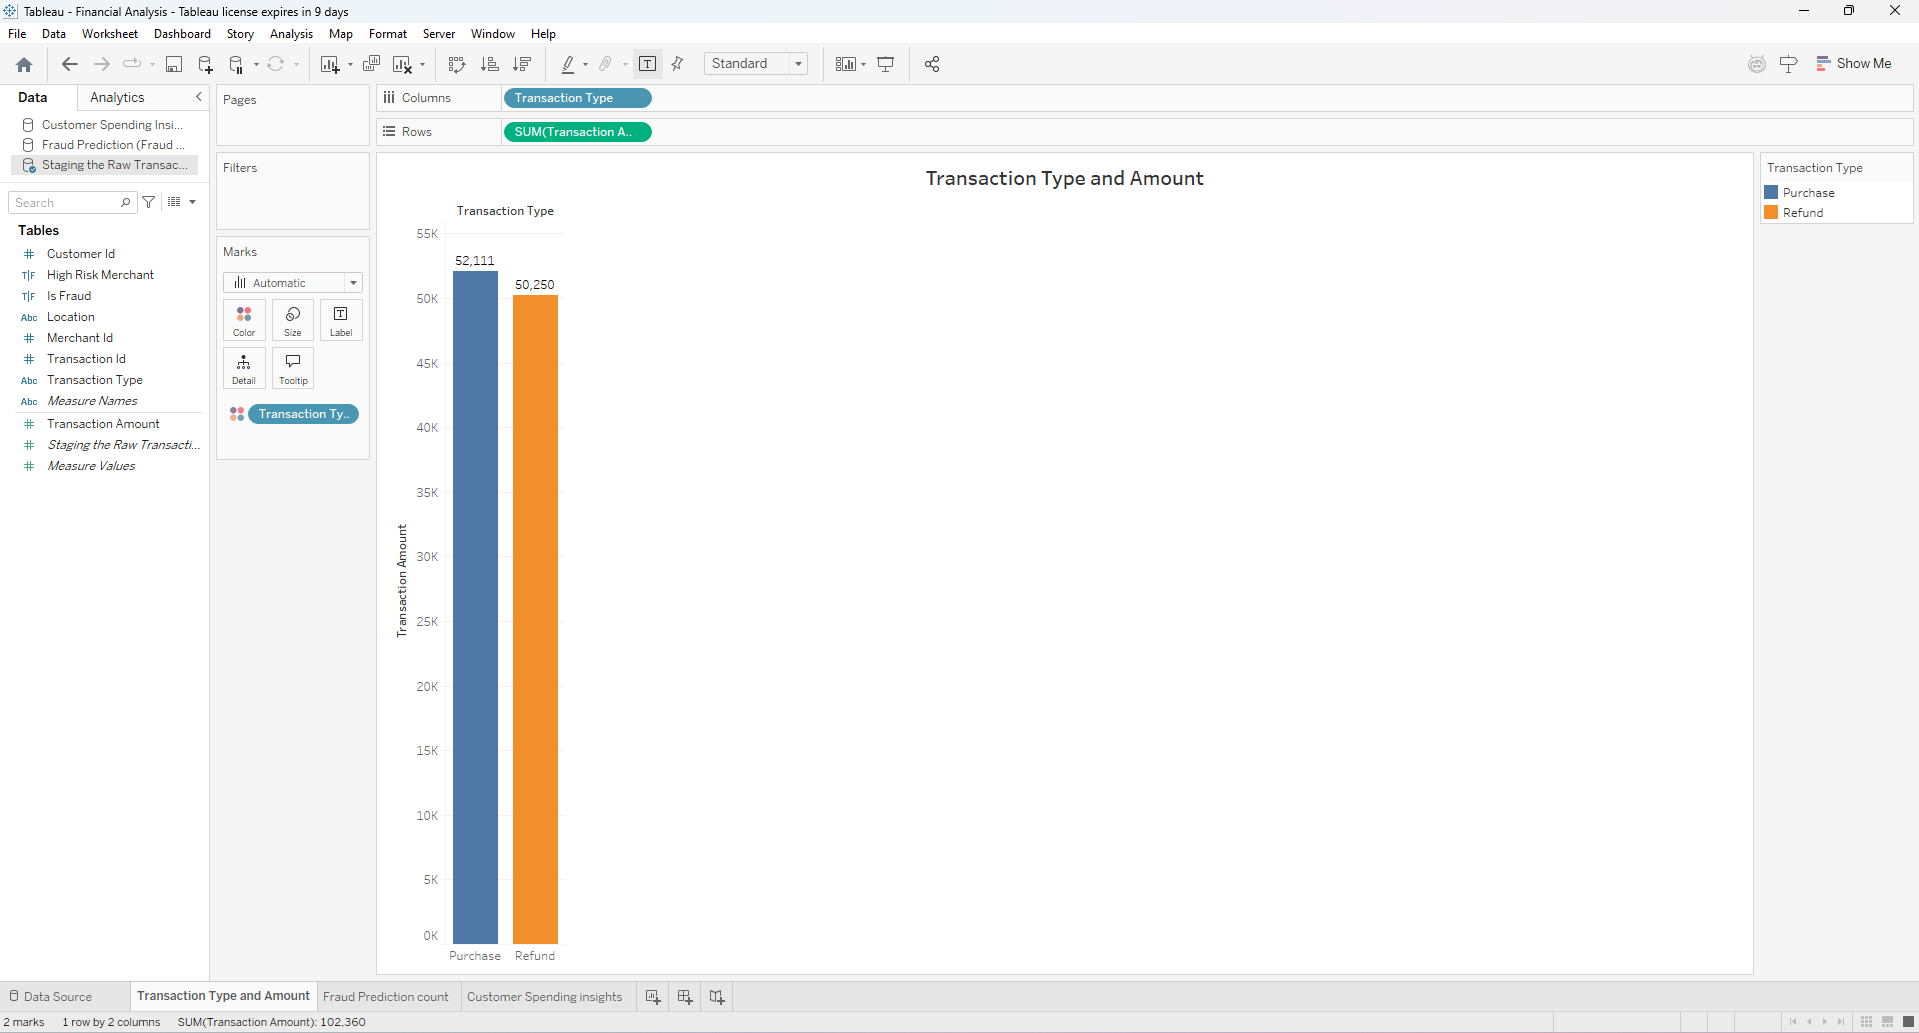 Tableau - Financial Analysis - Tableau license expires in 9 days
File Data Worksheet Dashboard Story Analysis Map Format Server Window Help
Standard
Show Me
Data Analytics
Customer Spending Insi...
Fraud Prediction (Fraud ...
Staging the Raw Transac...
Search
Tables
# Customer Id
T|F High Risk Merchant
T|F Is Fraud
Abc Location
# Merchant Id
# Transaction Id
Abc Transaction Type
Abc Measure Names
# Transaction Amount
# Staging the Raw Transacti...
# Measure Values
Pages
Filters
Marks
Automatic
Color Size Label
Detail Tooltip
Transaction Ty..
Columns Transaction Type
Rows SUM(Transaction A..
Transaction Type and Amount
Transaction Type
55K
50K
45K
40K
35K
30K
25K
20K
15K
10K
5K
0K
Transaction Amount
52,111
50,250
Purchase Refund
Transaction Type
Purchase
Refund
Data Source Transaction Type and Amount Fraud Prediction count Customer Spending insights
2 marks 1 row by 2 columns SUM(Transaction Amount): 102,360